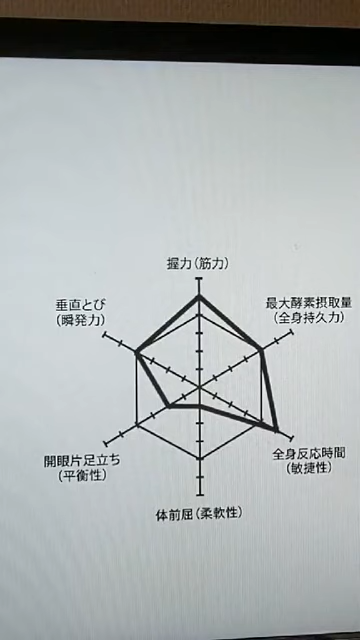 握力(筋力)
垂直とび
(瞬発力)
最大酵素摂取量
(全身持久力)
開眼片足立ち
(平衡性)
全身反応時間
(敏捷性)
体前屈(柔軟性)